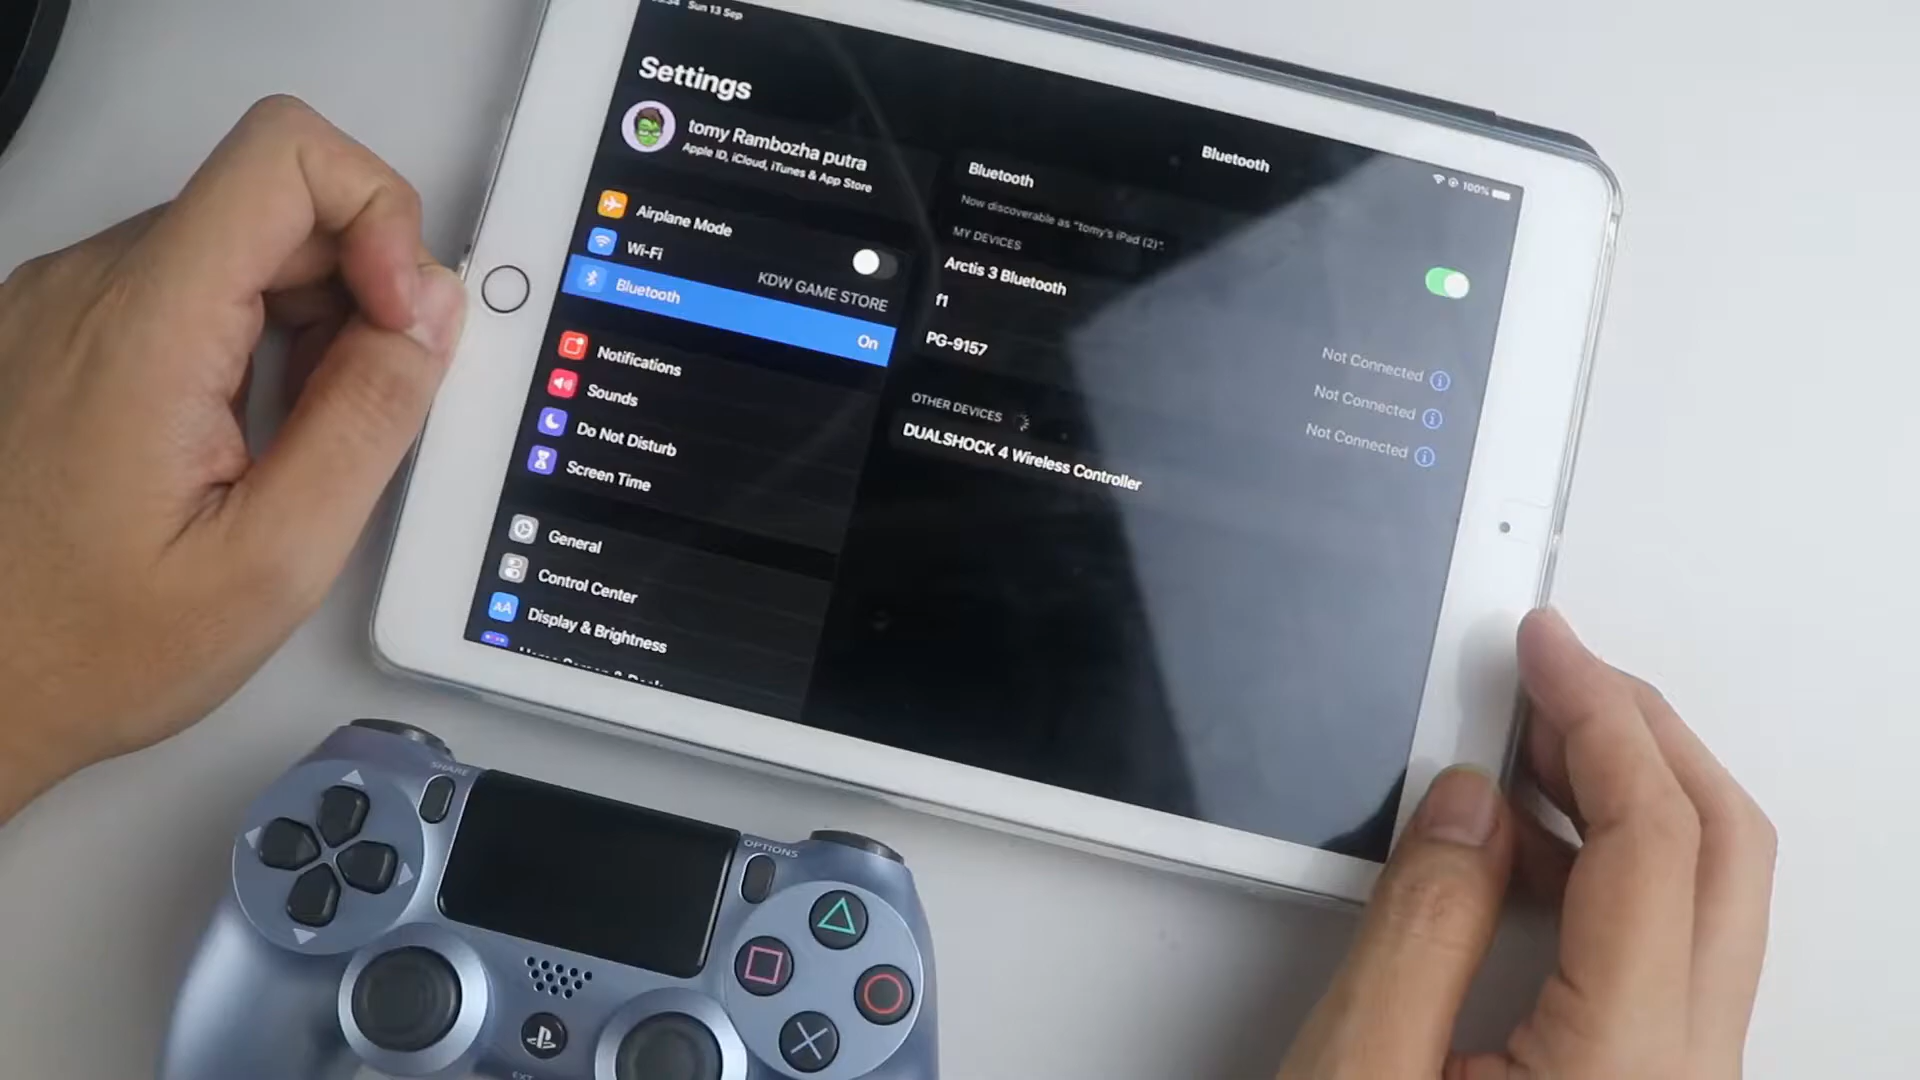 Sun 13 Sep
100%
Settings
tomy Rambozha putra
Apple ID, iCloud, iTunes & App Store
Airplane Mode
Wi-Fi
KDW GAME STORE
Bluetooth
On
Notifications
Sounds
Do Not Disturb
Screen Time
General
Control Center
AA
Display & Brightness
Bluetooth
Bluetooth
Now discoverable as "tomy's iPad (2)".
MY DEVICES
Arctis 3 Bluetooth
Not Connected
f1
Not Connected
PG-9157
Not Connected
OTHER DEVICES
DUALSHOCK 4 Wireless Controller
SHARE
OPTIONS